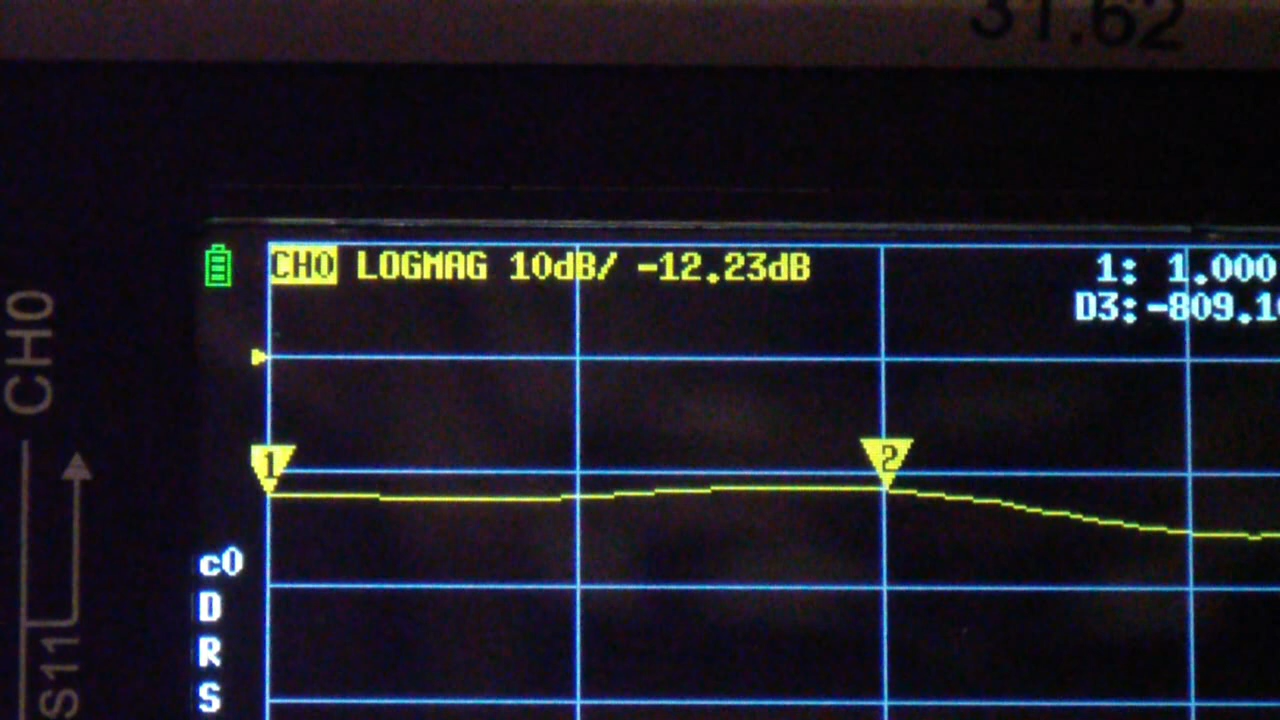 31.62
CH0 LOGMAG 10dB/ -12.23dB
1: 1.000
D3:-809.1
1
2
CH0
c0
D
R
S
S11